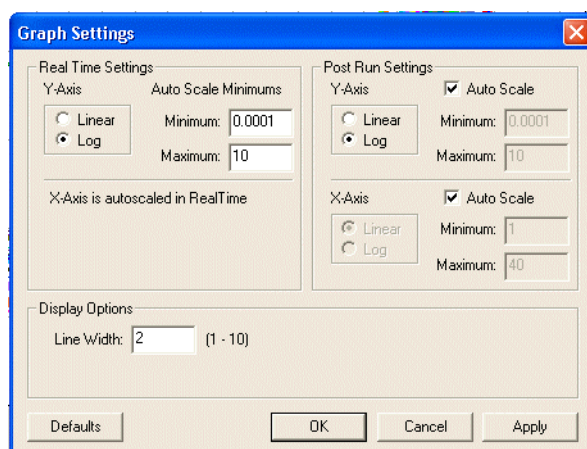 Graph Settings
Real Time Settings
Y-Axis
Auto Scale Minimums
Linear
Log
Minimum: 0.0001
Maximum: 10
X-Axis is autoscaled in RealTime
Post Run Settings
Y-Axis
Auto Scale
Linear
Log
Minimum: 0.0001
Maximum: 10
X-Axis
Auto Scale
Linear
Log
Minimum: 1
Maximum: 40
Display Options
Line Width: 2 (1 - 10)
Defaults
OK
Cancel
Apply